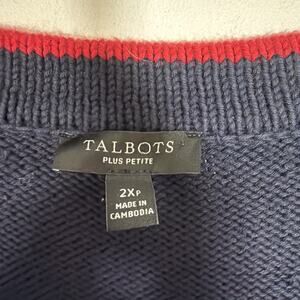 TALBOTS
PLUS PETITE
2XP
MADE IN
CAMBODIA